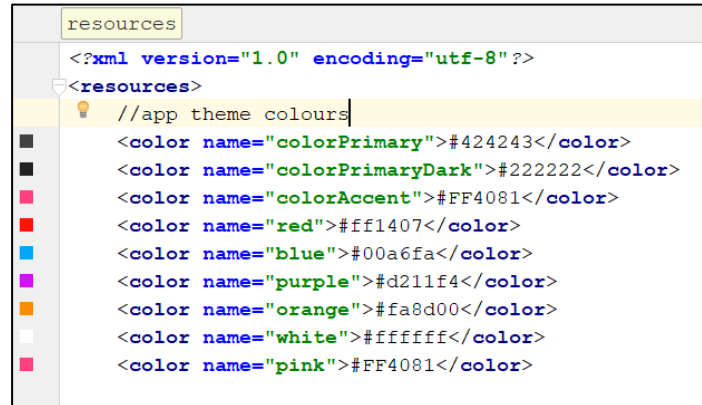 resources
<?xml version="1.0" encoding="utf-8"?>
<resources>
//app theme colours
<color name="colorPrimary">#424243</color>
<color name="colorPrimaryDark">#222222</color>
<color name="colorAccent">#FF4081</color>
<color name="red">#ff1407</color>
<color name="blue">#00a6fa</color>
<color name="purple">#d211f4</color>
<color name="orange">#fa8d00</color>
<color name="white">#ffffff</color>
<color name="pink">#FF4081</color>